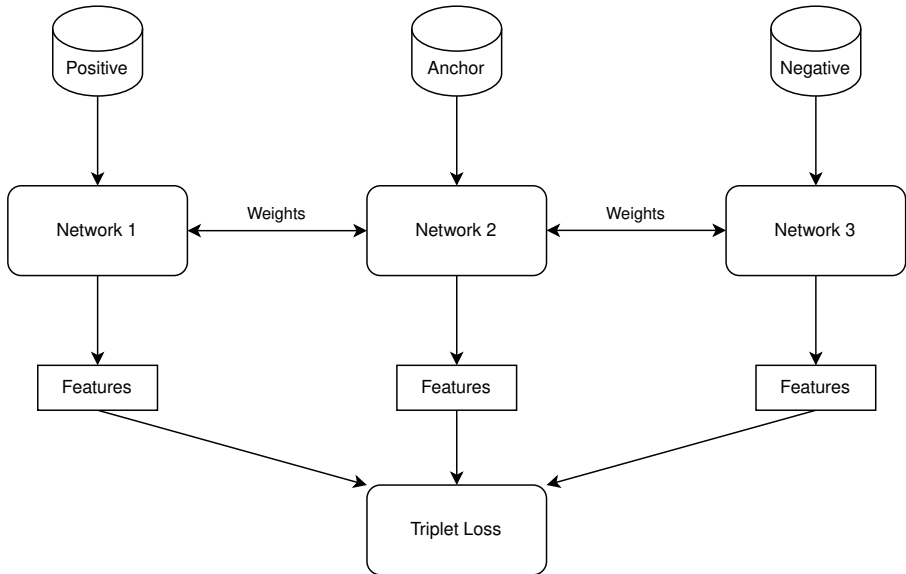 Positive
Anchor
Negative
Network 1
Weights
Network 2
Weights
Network 3
Features
Features
Features
Triplet Loss